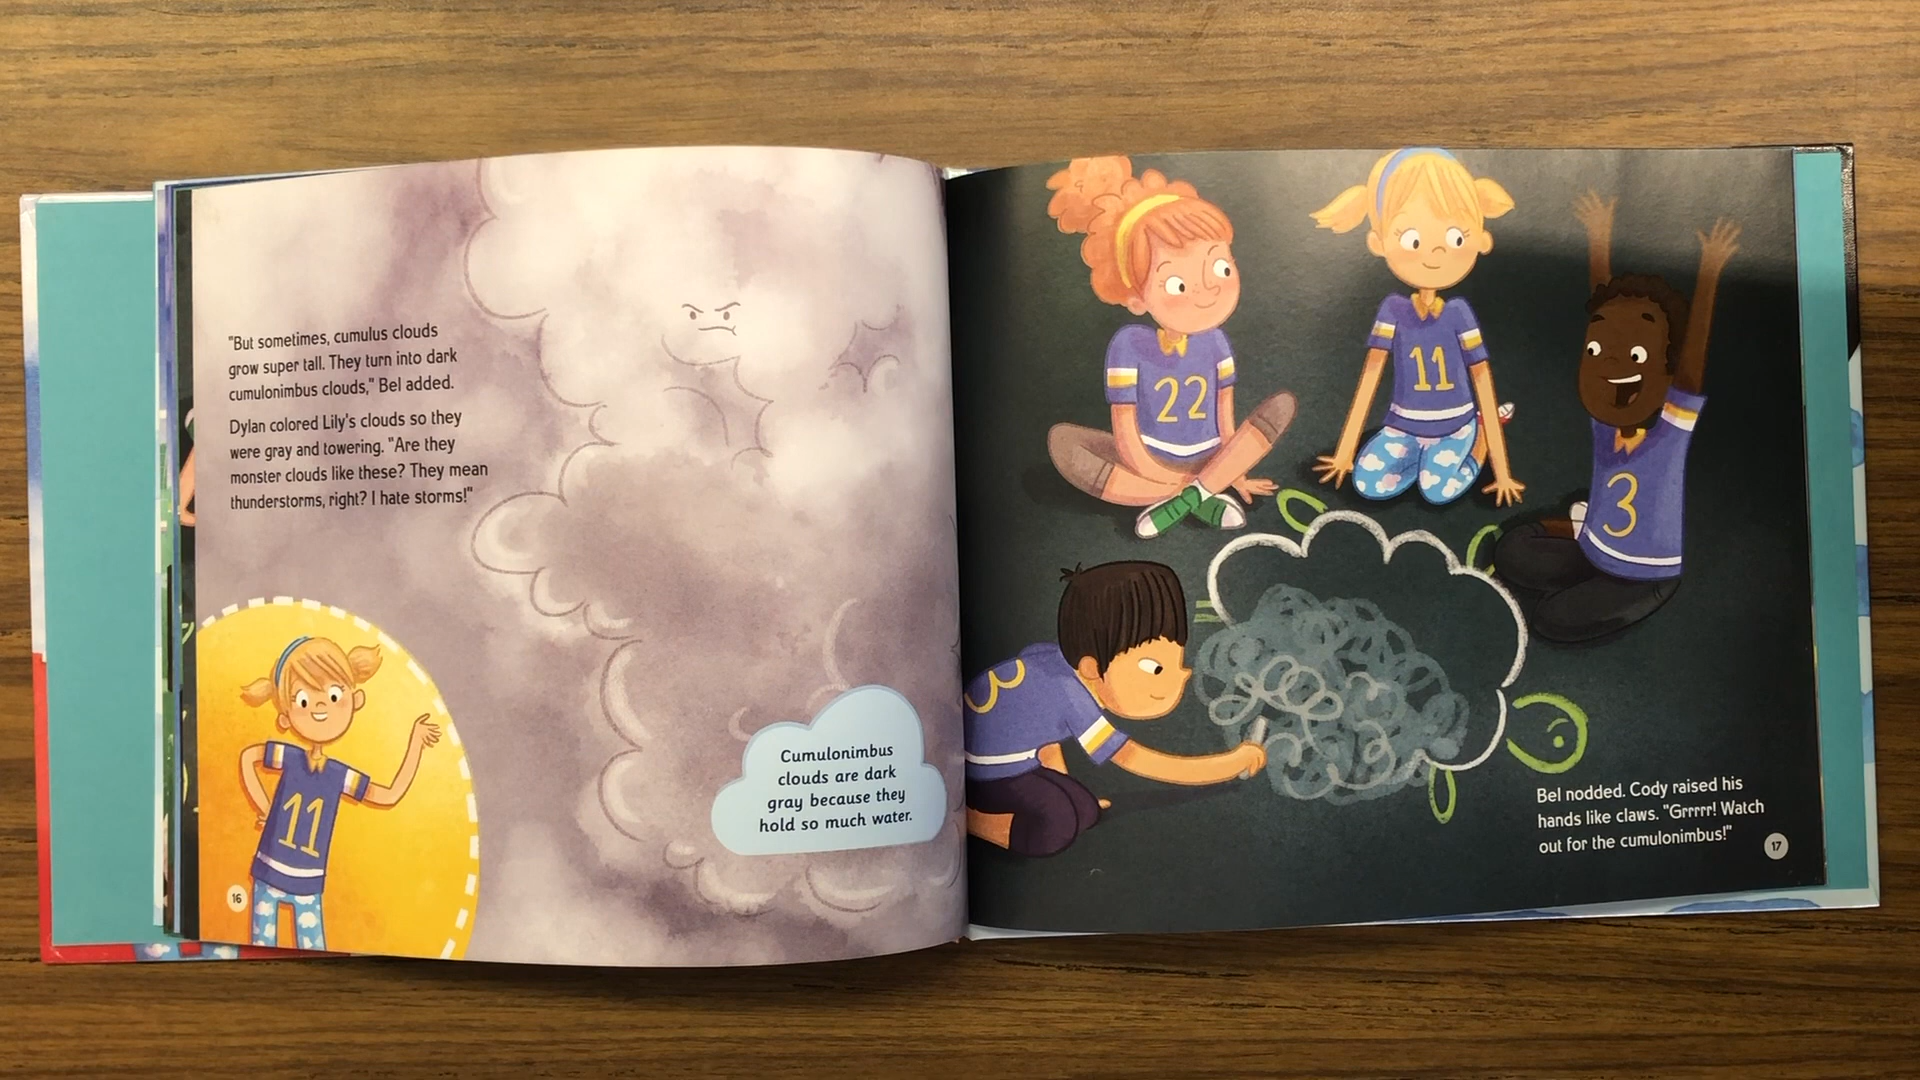 "But sometimes, cumulus clouds
grow super tall. They turn into dark
cumulonimbus clouds," Bel added.
Dylan colored Lily's clouds so they
were gray and towering. "Are they
monster clouds like these? They mean
thunderstorms, right? I hate storms!"
11
16
Cumulonimbus
clouds are dark
gray because they
hold so much water.
22
11
3
Bel nodded. Cody raised his
hands like claws. "Grrrrr! Watch
out for the cumulonimbus!"
17